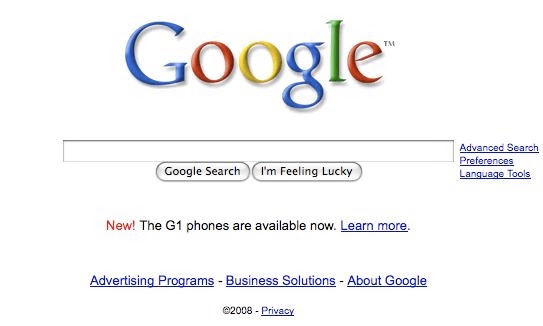 Google™
Advanced Search
Preferences
Language Tools
Google Search I'm Feeling Lucky
New! The G1 phones are available now. Learn more.
Advertising Programs - Business Solutions - About Google
©2008 - Privacy